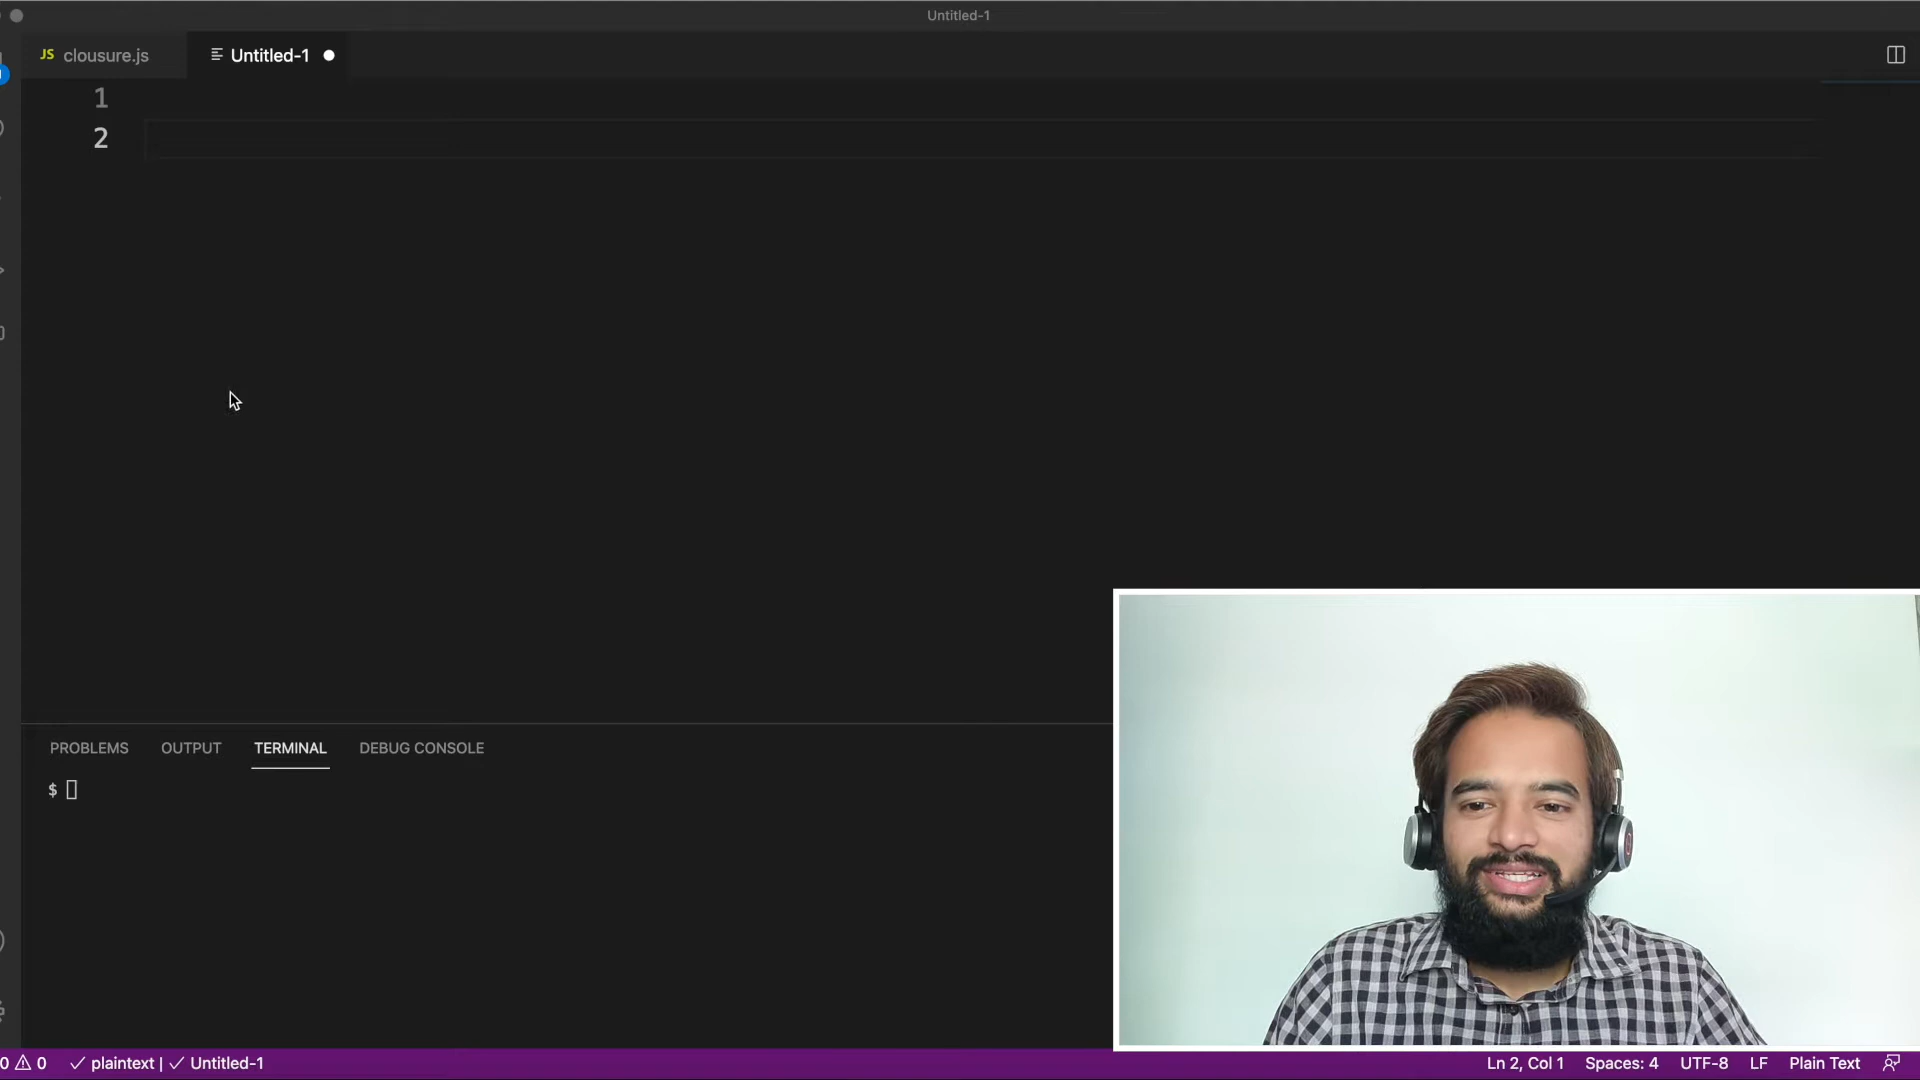 Untitled-1
JS clousure.js
Untitled-1
1
2
PROBLEMS OUTPUT TERMINAL DEBUG CONSOLE
$
0 0 plaintext | Untitled-1 Ln 2, Col 1 Spaces: 4 UTF-8 LF Plain Text